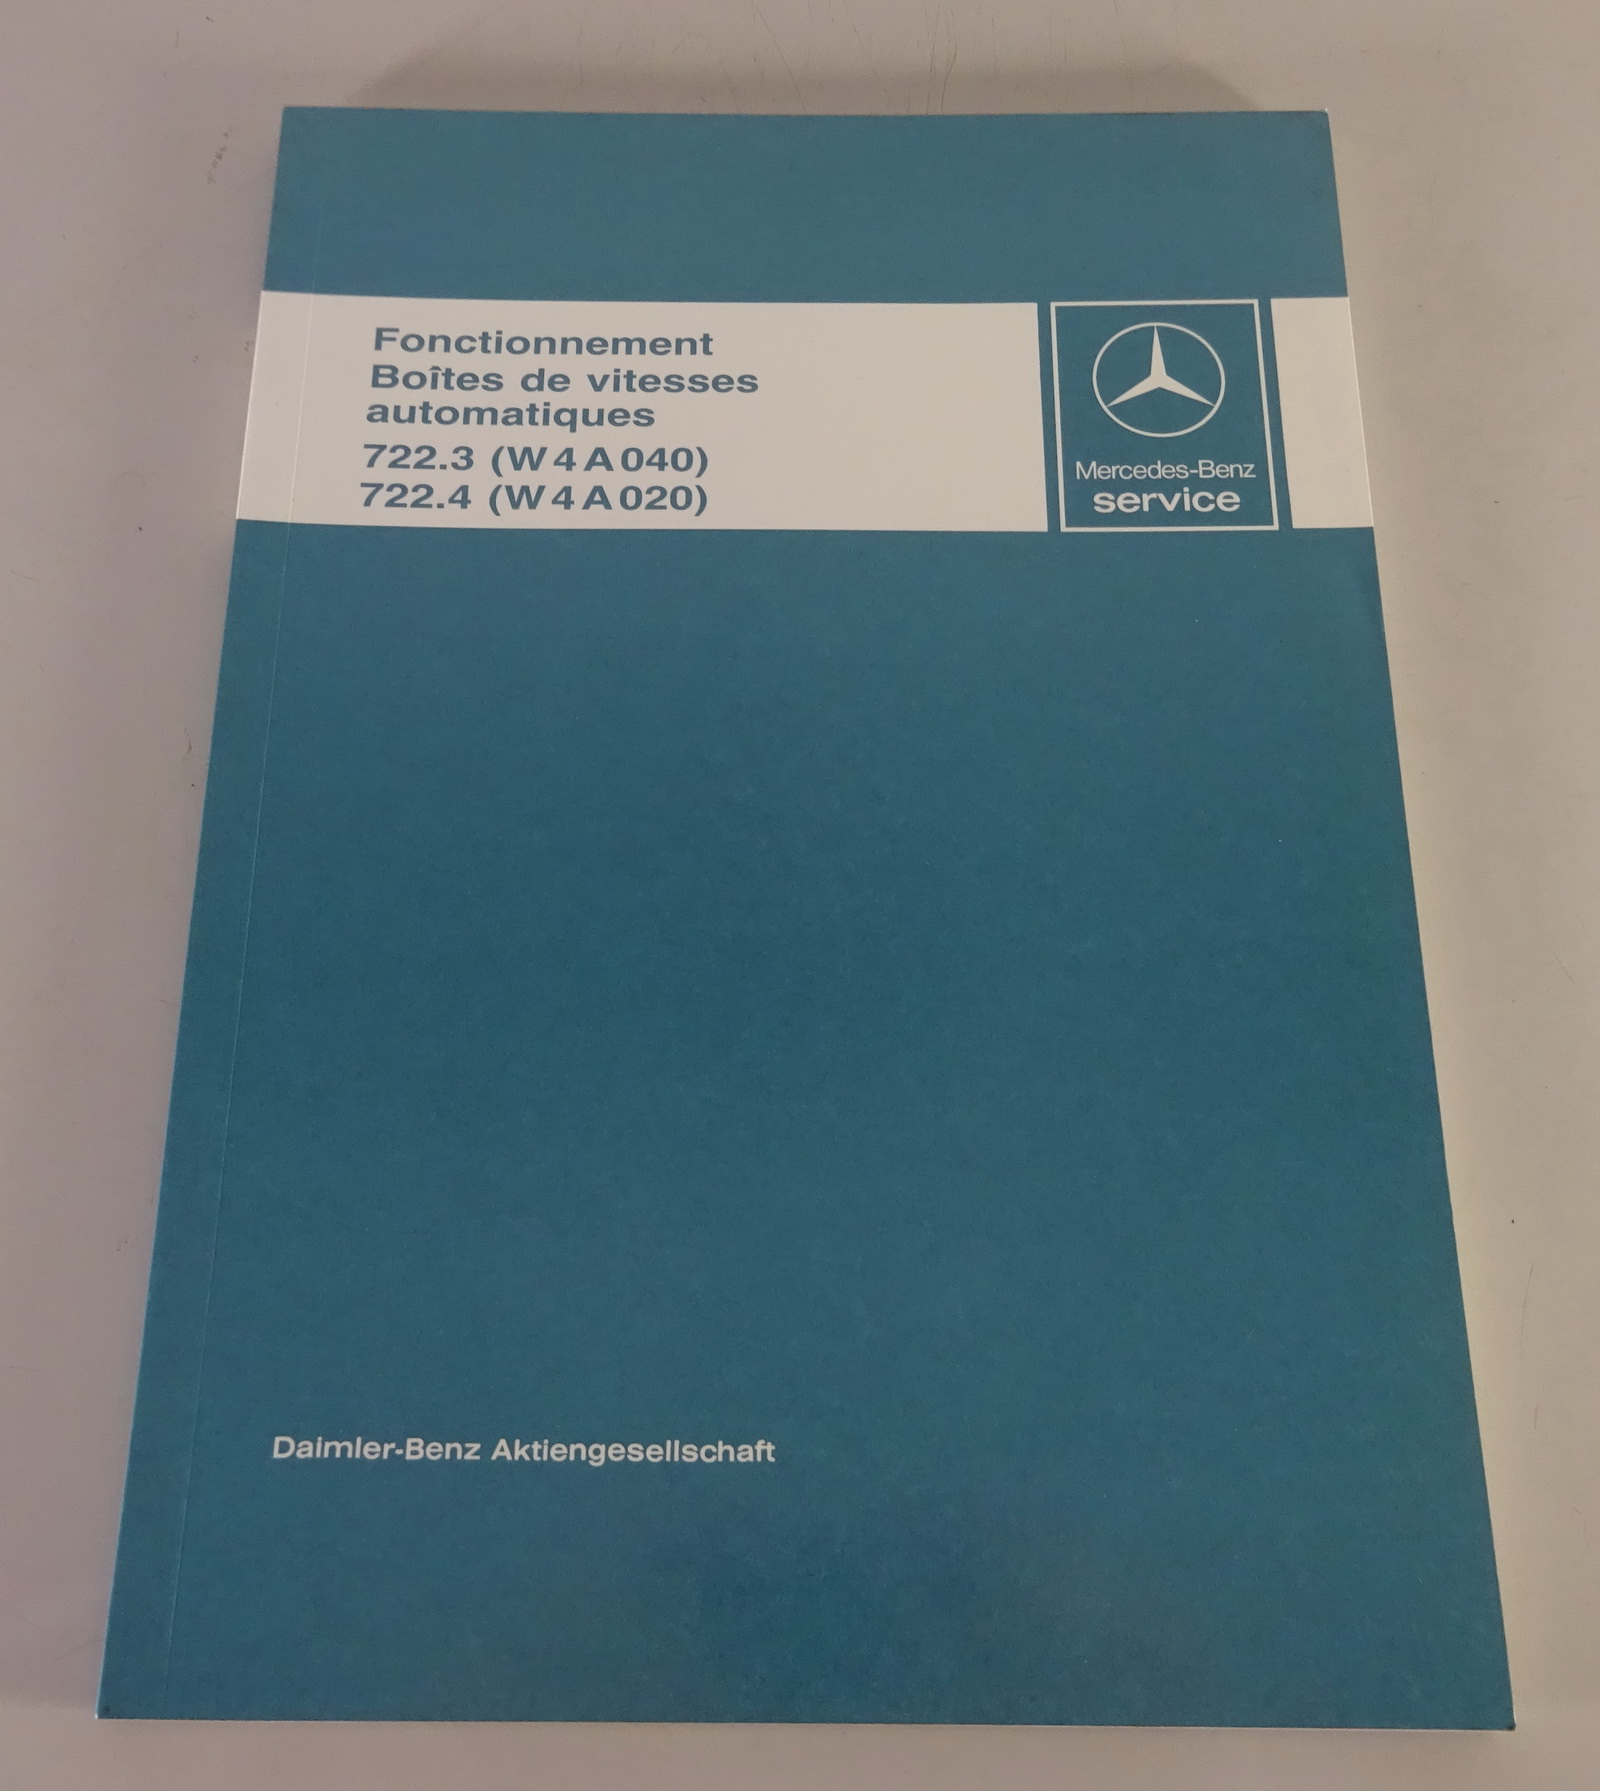 Fonctionnement
Boîtes de vitesses
automatiques
722.3 (W 4 A 040)
722.4 (W 4 A 020)
Mercedes-Benz
service
Daimler-Benz Aktiengesellschaft